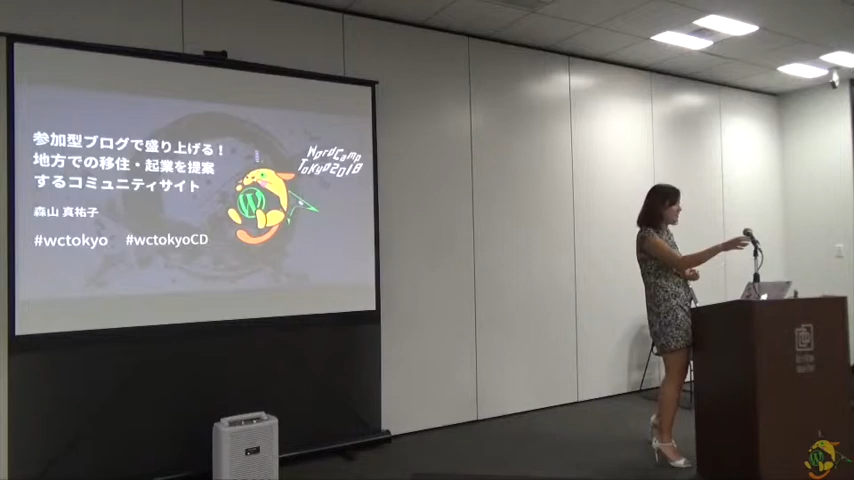 参加型ブログで盛り上げる！
地方での移住・起業を提案
するコミュニティサイト
森山 真祐子
#wctokyo #wctokyoCD
WordCamp
Tokyo2018